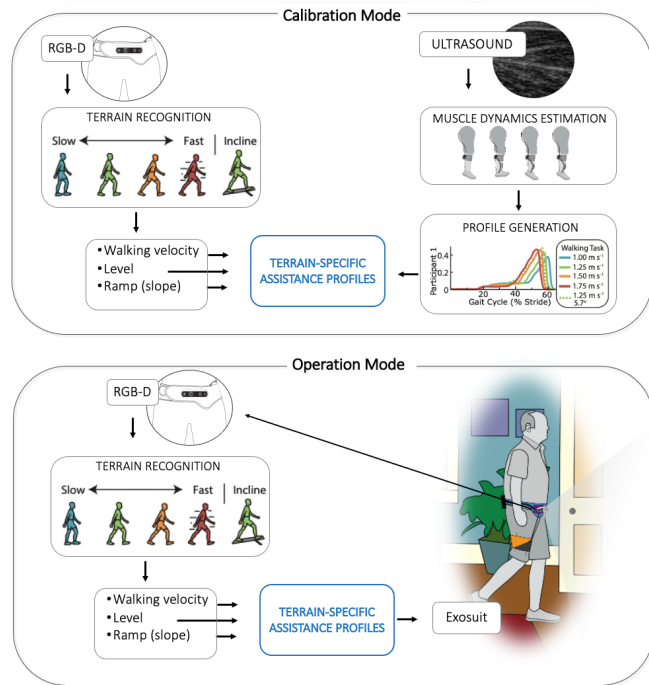 Calibration Mode
RGB-D
TERRAIN RECOGNITION
Slow
Fast
Incline
•Walking velocity
•Level
•Ramp (slope)
TERRAIN-SPECIFIC
ASSISTANCE PROFILES
ULTRASOUND
MUSCLE DYNAMICS ESTIMATION
PROFILE GENERATION
Participant 1
0.4
0.2
0
0
20
40
60
Gait Cycle (% Stride)
Walking Task
1.00 m s⁻¹
1.25 m s⁻¹
1.50 m s⁻¹
1.75 m s⁻¹
1.25 m s⁻¹
5.7°
Operation Mode
RGB-D
TERRAIN RECOGNITION
Slow
Fast
Incline
•Walking velocity
•Level
•Ramp (slope)
TERRAIN-SPECIFIC
ASSISTANCE PROFILES
Exosuit